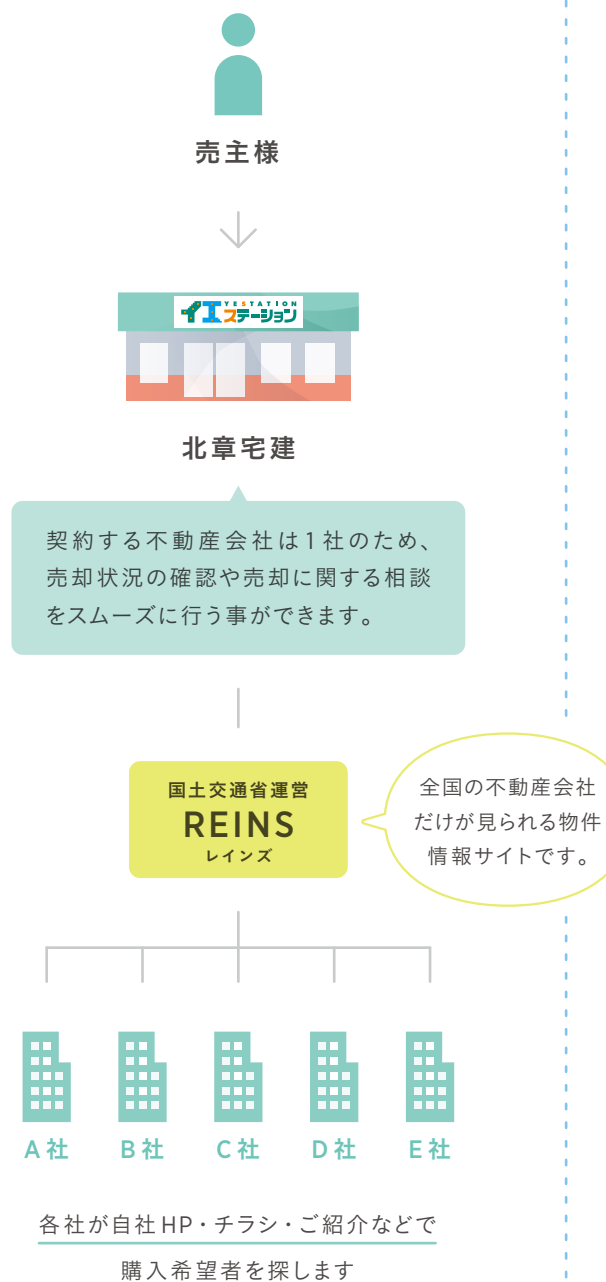 売主様
YESTATION
イエステーション
北章宅建
契約する不動産会社は1社のため、
売却状況の確認や売却に関する相談
をスムーズに行う事ができます。
国土交通省運営
REINS
レインズ
全国の不動産会社
だけが見られる物件
情報サイトです。
A社 B社 C社 D社 E社
各社が自社HP・チラシ・ご紹介などで
購入希望者を探します